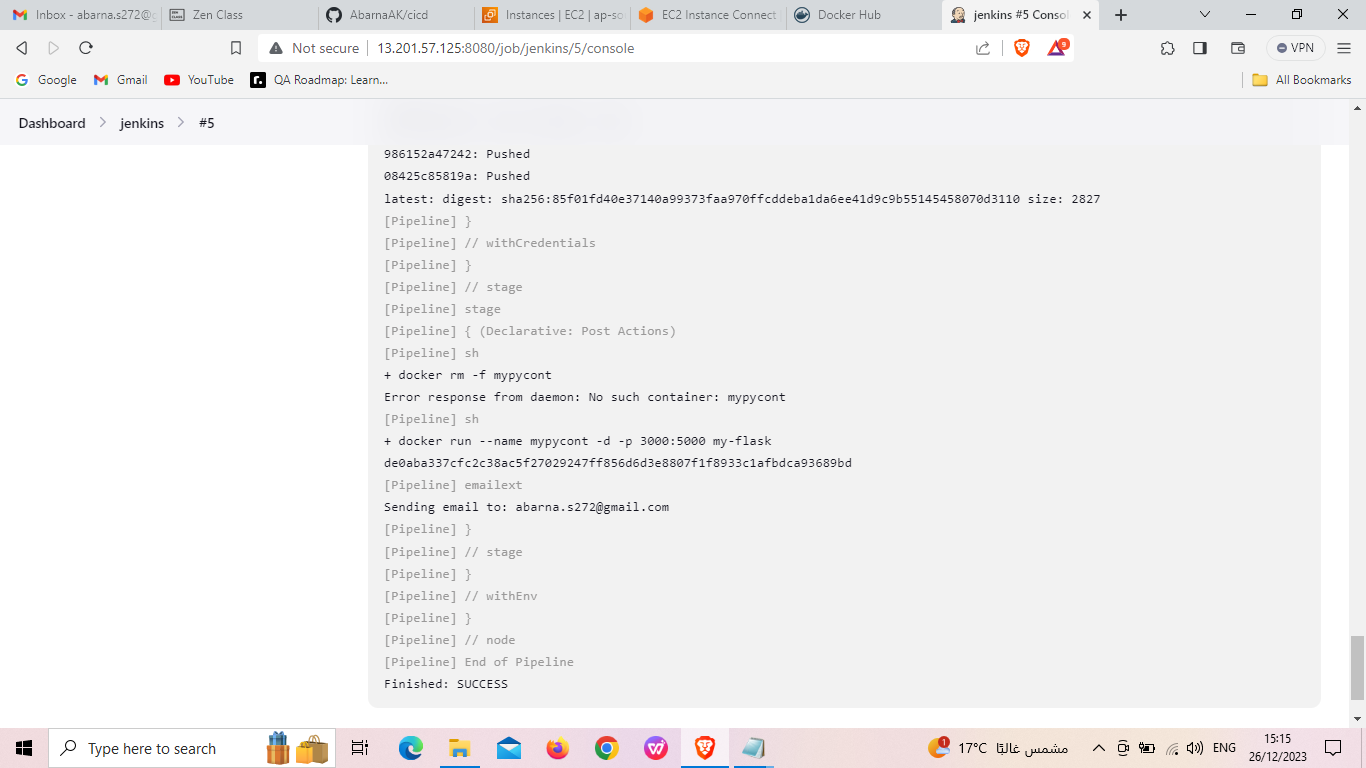 Inbox - abarna.s272@g
Zen Class
AbarnaAK/cicd
Instances | EC2 | ap-so
EC2 Instance Connect
Docker Hub
jenkins #5 Consol
Not secure
13.201.57.125:8080/job/jenkins/5/console
9
VPN
Google
Gmail
YouTube
r.
QA Roadmap: Learn...
All Bookmarks
Dashboard
jenkins
#5
986152a47242: Pushed
08425c85819a: Pushed
latest: digest: sha256:85f01fd40e37140a99373faa970ffcddeba1da6ee41d9c9b55145458070d3110 size: 2827
[Pipeline] }
[Pipeline] // withCredentials
[Pipeline] }
[Pipeline] // stage
[Pipeline] stage
[Pipeline] { (Declarative: Post Actions)
[Pipeline] sh
+ docker rm -f mypycont
Error response from daemon: No such container: mypycont
[Pipeline] sh
+ docker run --name mypycont -d -p 3000:5000 my-flask
de0aba337cfc2c38ac5f27029247ff856d6d3e8807f1f8933c1afbdca93689bd
[Pipeline] emailext
Sending email to: abarna.s272@gmail.com
[Pipeline] }
[Pipeline] // stage
[Pipeline] }
[Pipeline] // withEnv
[Pipeline] }
[Pipeline] // node
[Pipeline] End of Pipeline
Finished: SUCCESS
Type here to search
1
17°C مشمس غالبًا
ENG
15:15
26/12/2023